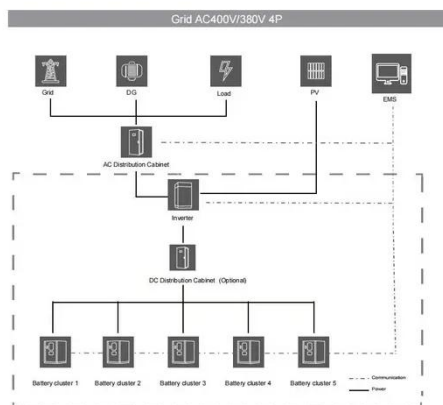 Grid AC400V/380V 4P
Grid
DG
Load
PV
EMS
AC Distribution Cabinet
Inverter
DC Distribution Cabinet (Optional)
Battery cluster 1
Battery cluster 2
Battery cluster 3
Battery cluster 4
Battery cluster 5
Communication
Power